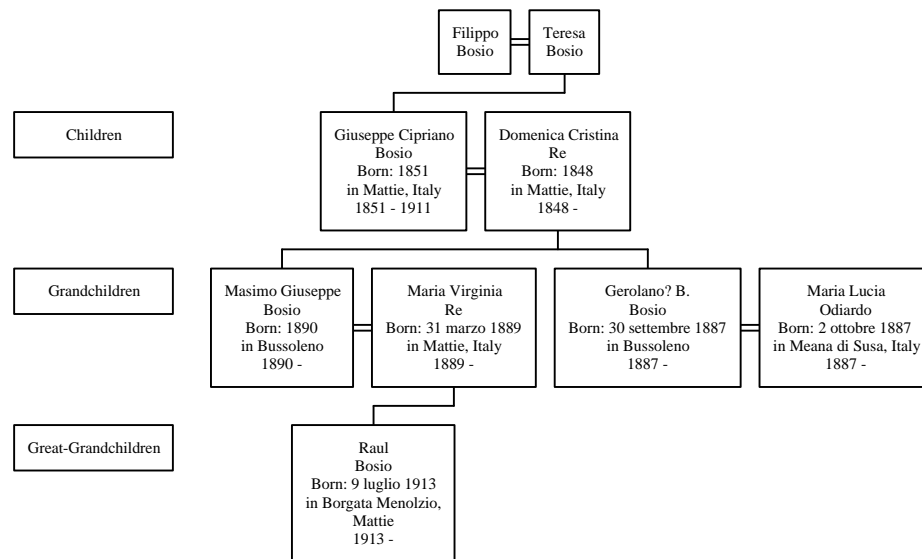 Filippo
Bosio
Teresa
Bosio
Children
Giuseppe Cipriano
Bosio
Born: 1851
in Mattie, Italy
1851 - 1911
Domenica Cristina
Re
Born: 1848
in Mattie, Italy
1848 -
Grandchildren
Masimo Giuseppe
Bosio
Born: 1890
in Bussoleno
1890 -
Maria Virginia
Re
Born: 31 marzo 1889
in Mattie, Italy
1889 -
Gerolano? B.
Bosio
Born: 30 settembre 1887
in Bussoleno
1887 -
Maria Lucia
Odiardo
Born: 2 ottobre 1887
in Meana di Susa, Italy
1887 -
Great-Grandchildren
Raul
Bosio
Born: 9 luglio 1913
in Borgata Menolzio,
Mattie
1913 -